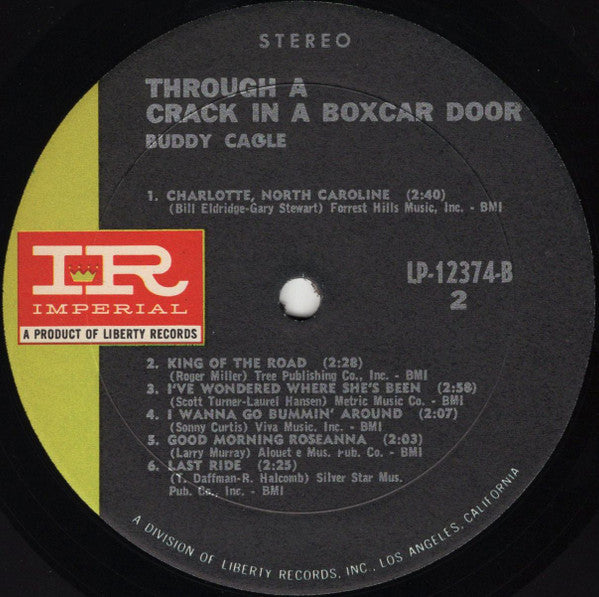 STEREO
THROUGH A
CRACK IN A BOXCAR DOOR
BUDDY CAGLE
1. CHARLOTTE, NORTH CAROLINE (2:40)
(Bill Eldridge-Gary Stewart) Forrest Hills Music, Inc. - BMI
IR
IMPERIAL
A PRODUCT OF LIBERTY RECORDS
LP-12374-B
2
2. KING OF THE ROAD (2:28)
(Roger Miller) Tree Publishing Co., Inc. - BMI
3. I'VE WONDERED WHERE SHE'S BEEN (2:58)
(Scott Turner-Laurel Hansen) Metric Music Co. - BMI
4. I WANNA GO BUMMIN' AROUND (2:07)
(Sonny Curtis) Viva Music. Inc. - BMI
5. GOOD MORNING ROSEANNA (2:03)
(Larry Murray) Alouet e Mus. Pub. Co. - BMI
6. LAST RIDE (2:25)
(T. Daffman-R. Halcomb) Silver Star Mus.
Pub. Co., Inc. - BMI
A DIVISION OF LIBERTY RECORDS, INC., LOS ANGELES, CALIFORNIA